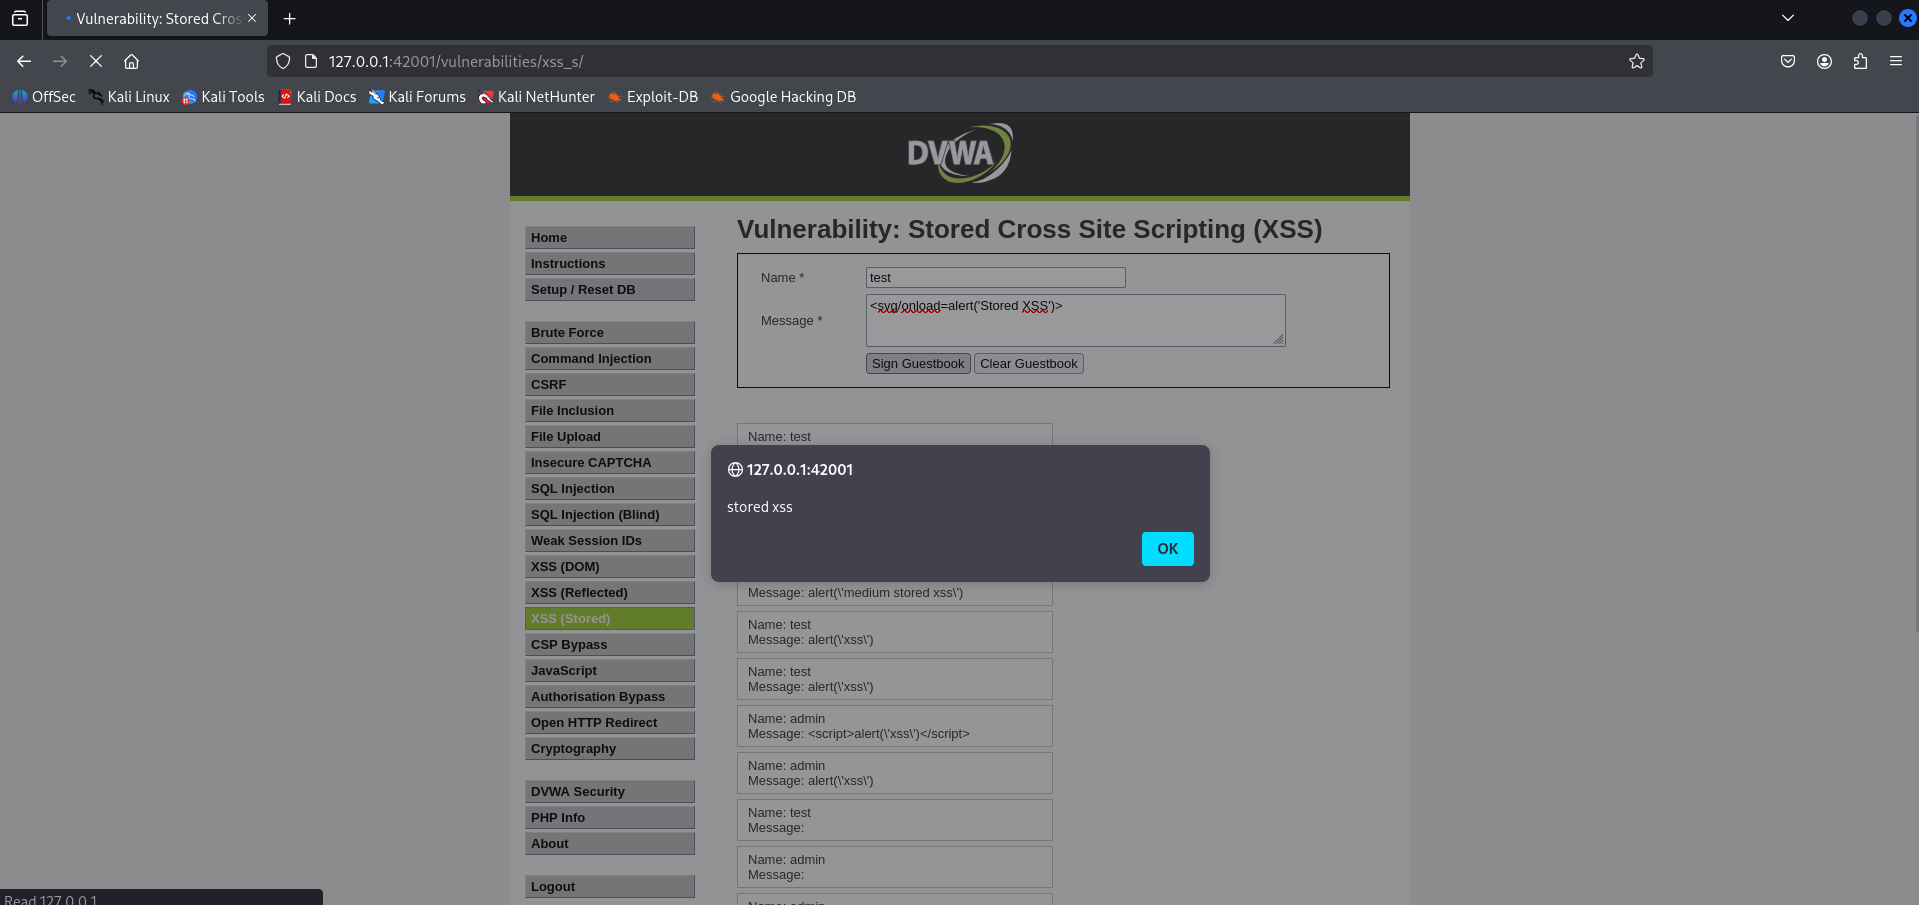 Vulnerability: Stored Cros
127.0.0.1:42001/vulnerabilities/xss_s/
OffSec Kali Linux Kali Tools Kali Docs Kali Forums Kali NetHunter Exploit-DB Google Hacking DB
DVWA
Home
Instructions
Setup / Reset DB
Brute Force
Command Injection
CSRF
File Inclusion
File Upload
Insecure CAPTCHA
SQL Injection
SQL Injection (Blind)
Weak Session IDs
XSS (DOM)
XSS (Reflected)
XSS (Stored)
CSP Bypass
JavaScript
Authorisation Bypass
Open HTTP Redirect
Cryptography
DVWA Security
PHP Info
About
Logout
Vulnerability: Stored Cross Site Scripting (XSS)
Name * test
Message * <svg/onload=alert('Stored XSS')>
Sign Guestbook Clear Guestbook
Name: test
127.0.0.1:42001
stored xss
OK
Message: alert(\'medium stored xss\')
Name: test
Message: alert(\'xss\')
Name: test
Message: alert(\'xss\')
Name: admin
Message: <script>alert(\'xss\')</script>
Name: admin
Message: alert(\'xss\')
Name: test
Message:
Name: admin
Message:
Name: admin
Read 127.0.0.1